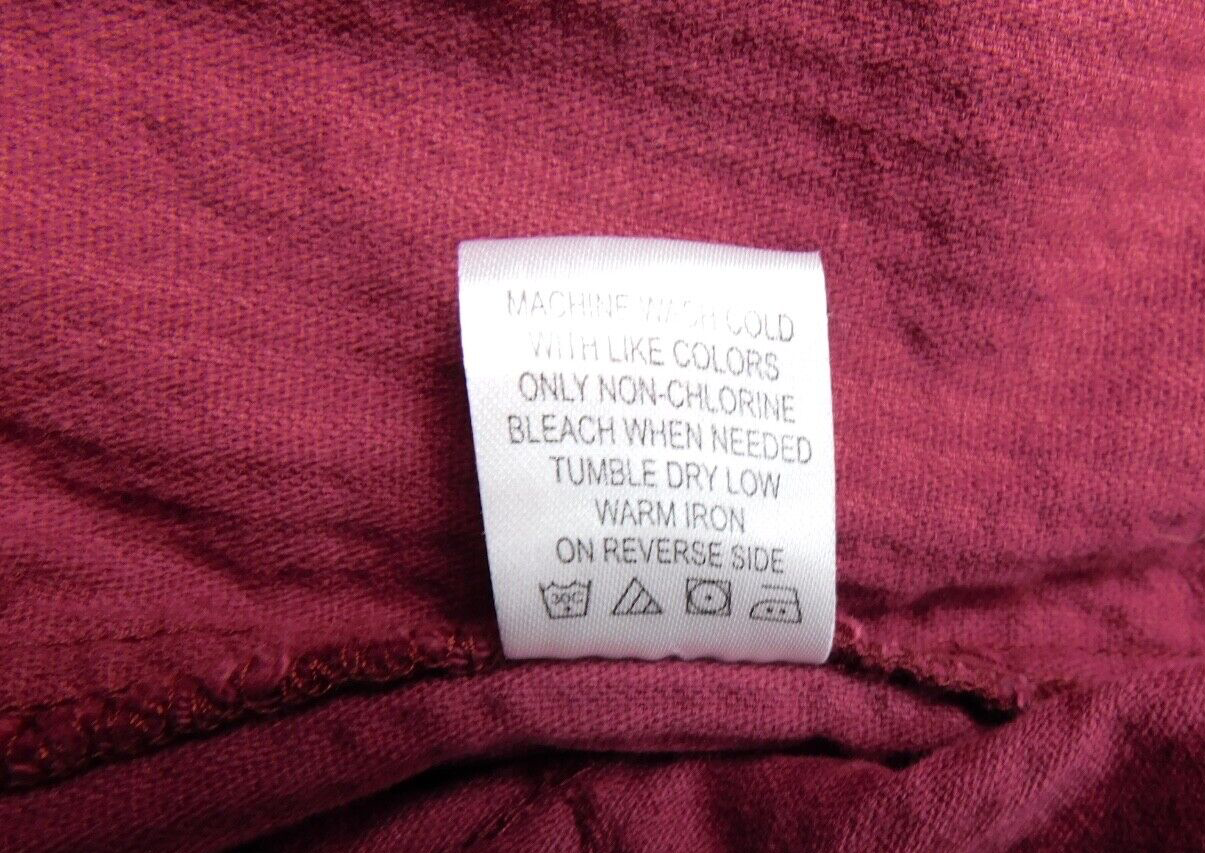 MACHINE WASH COLD
WITH LIKE COLORS
ONLY NON-CHLORINE
BLEACH WHEN NEEDED
TUMBLE DRY LOW
WARM IRON
ON REVERSE SIDE
30C